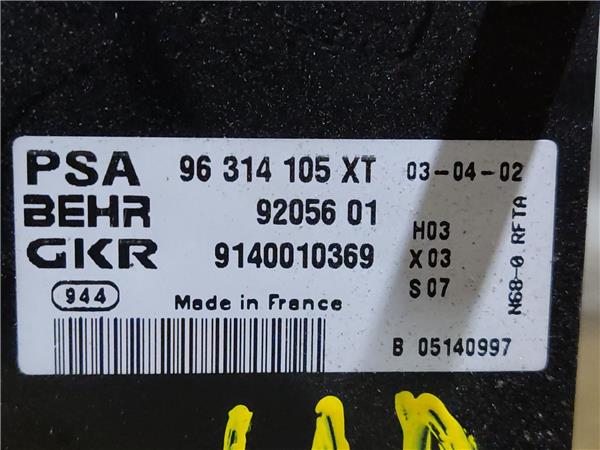 PSA 96 314 105 XT 03-04-02
BEHR 92056 01 H03
GKR 9140010369 X03
S07
N68-0 RFTA
944 Made in France
B 05140997